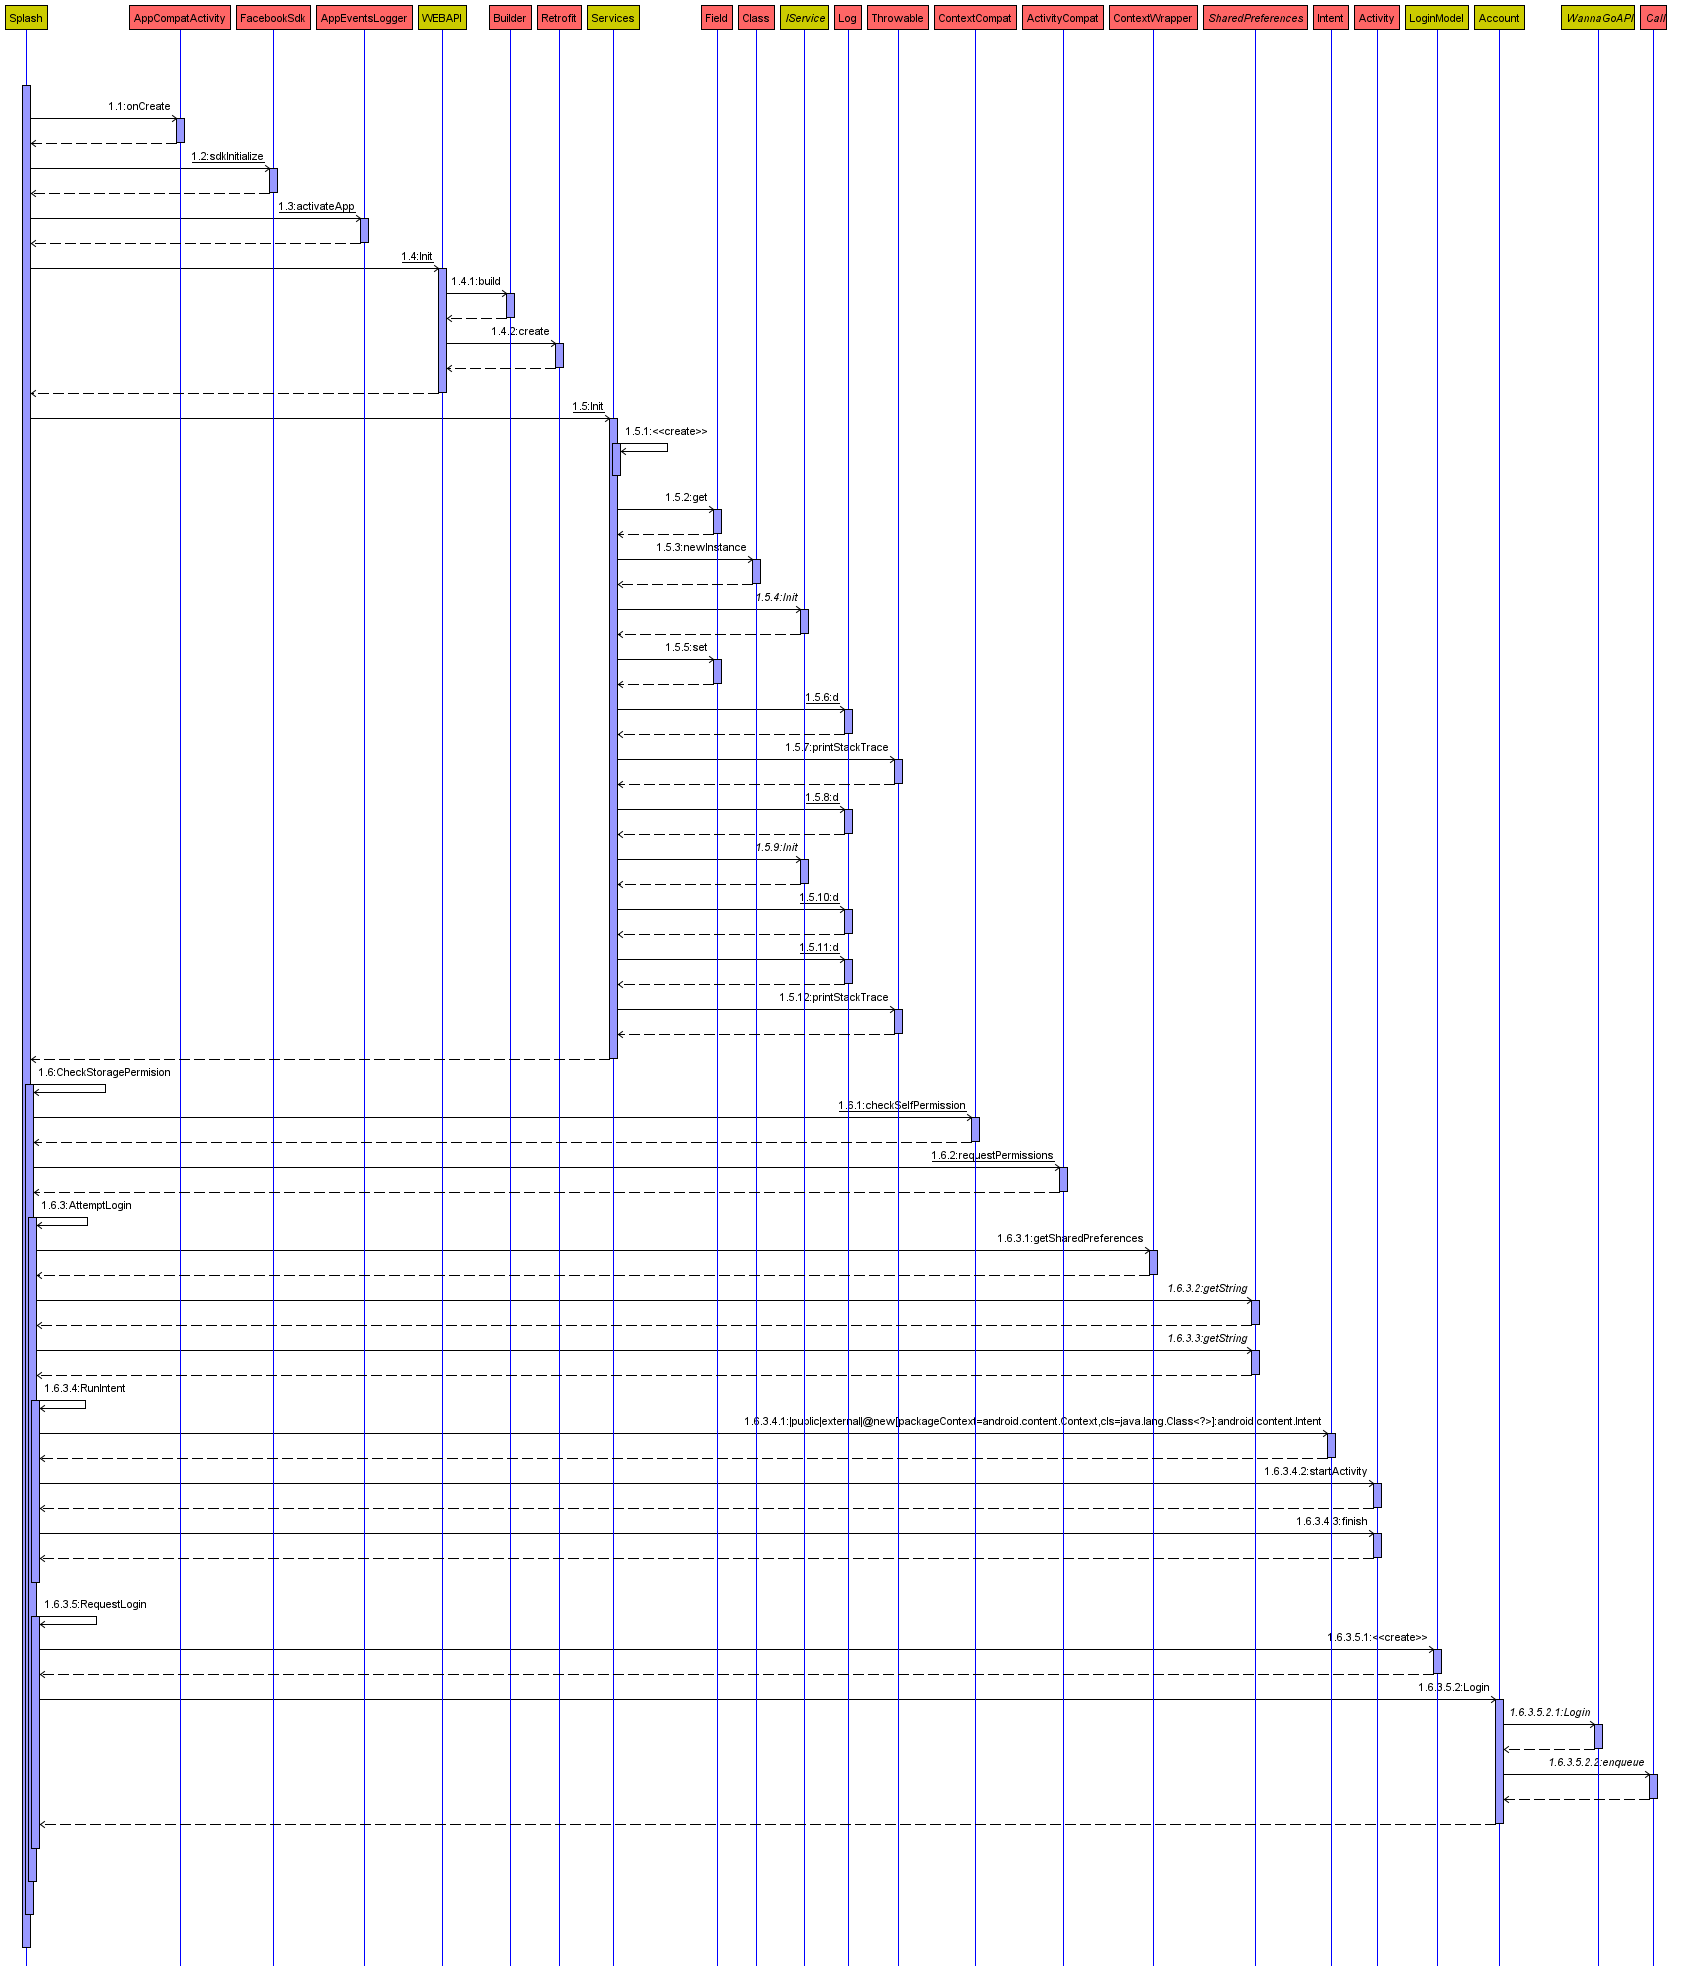 Splash AppCompatActivity FacebookSdk AppEventsLogger WEBAPI Builder Retrofit Services Field Class IService Log Throwable ContextCompat ActivityCompat ContextWrapper SharedPreferences Intent Activity LoginModel Account WannaGoAPI Call
1.1:onCreate
1.2:sdkInitialize
1.3:activateApp
1.4:Init
1.4.1:build
1.4.2:create
1.5:Init
1.5.1:<<create>>
1.5.2:get
1.5.3:newInstance
1.5.4:Init
1.5.5:set
1.5.6:d
1.5.7:printStackTrace
1.5.8:d
1.5.9:Init
1.5.10:d
1.5.11:d
1.5.12:printStackTrace
1.6:CheckStoragePermision
1.6.1:checkSelfPermission
1.6.2:requestPermissions
1.6.3:AttemptLogin
1.6.3.1:getSharedPreferences
1.6.3.2:getString
1.6.3.3:getString
1.6.3.4:RunIntent
1.6.3.4.1:|public|external|@new[packageContext=android.content.Context,cls=java.lang.Class<?>]:android.content.Intent
1.6.3.4.2:startActivity
1.6.3.4.3:finish
1.6.3.5:RequestLogin
1.6.3.5.1:<<create>>
1.6.3.5.2:Login
1.6.3.5.2.1:Login
1.6.3.5.2.2:enqueue